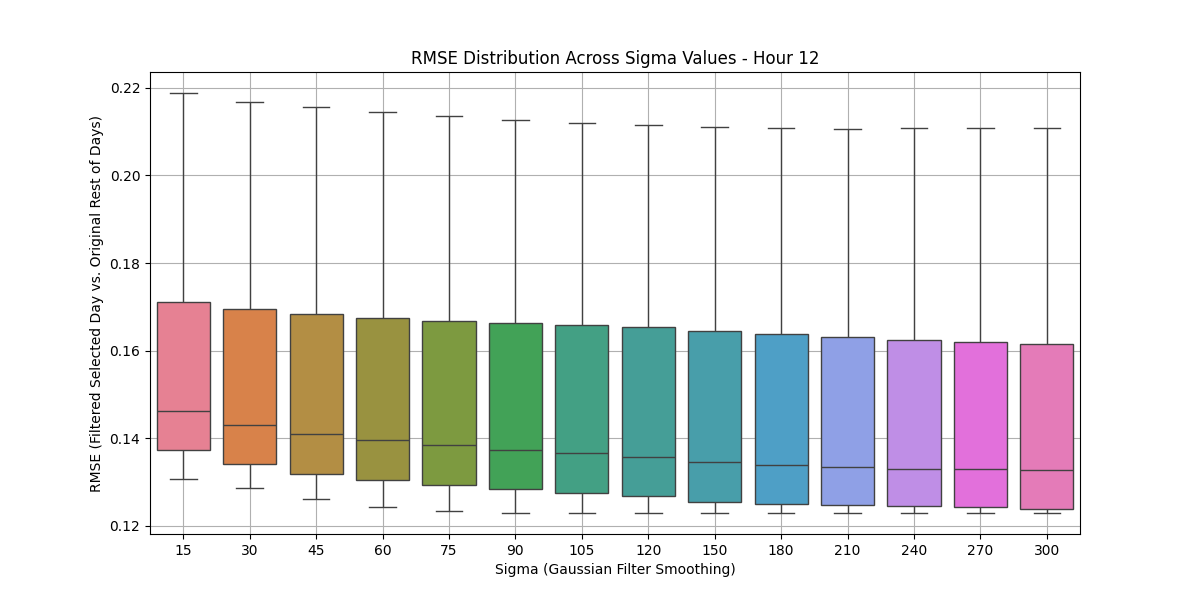 RMSE Distribution Across Sigma Values - Hour 12
RMSE (Filtered Selected Day vs. Original Rest of Days)
0.22
0.20
0.18
0.16
0.14
0.12
15 30 45 60 75 90 105 120 150 180 210 240 270 300
Sigma (Gaussian Filter Smoothing)